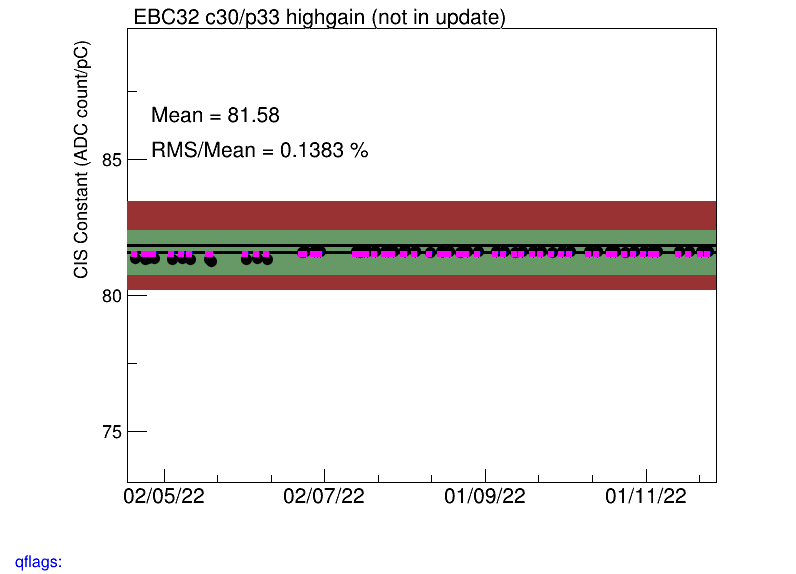 EBC32 c30/p33 highgain (not in update)
CIS Constant (ADC count/pC)
Mean = 81.58
RMS/Mean = 0.1383 %
85
80
75
02/05/22
02/07/22
01/09/22
01/11/22
qflags: